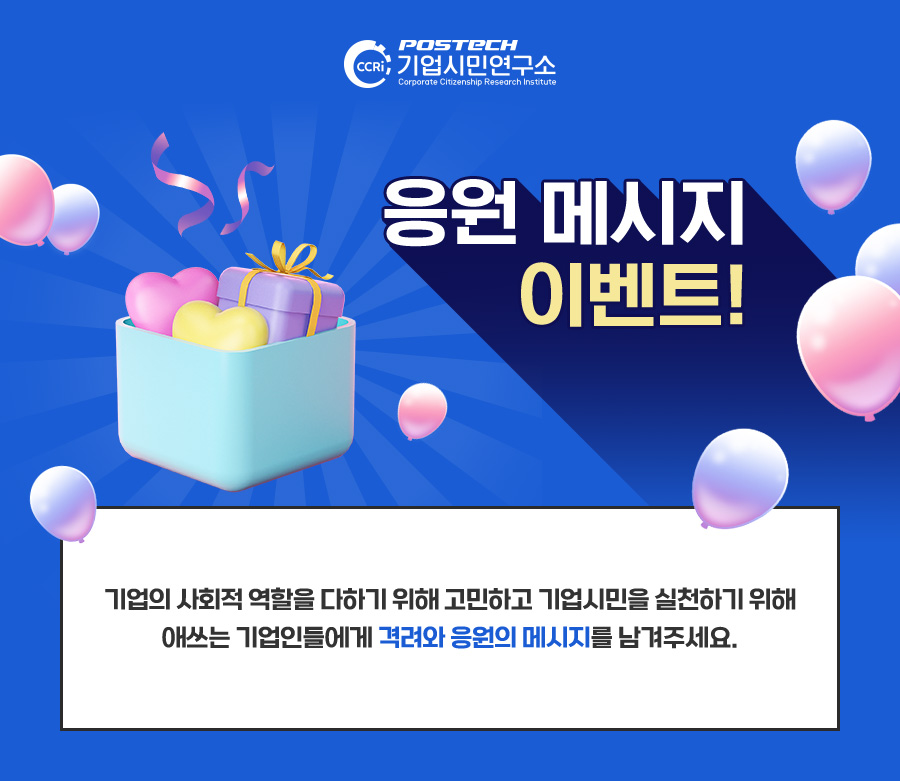 CCRi
POSTECH
기업시민연구소
Corporate Citizenship Research Institute
응원 메시지
이벤트!
기업의 사회적 역할을 다하기 위해 고민하고 기업시민을 실천하기 위해
애쓰는 기업인들에게 격려와 응원의 메시지를 남겨주세요.